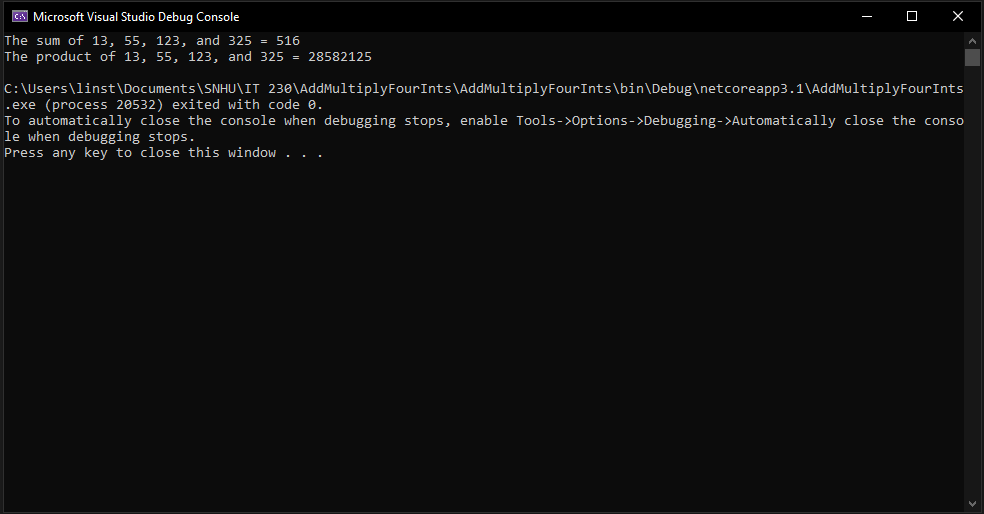 C:\ Microsoft Visual Studio Debug Console
The sum of 13, 55, 123, and 325 = 516
The product of 13, 55, 123, and 325 = 28582125
C:\Users\linst\Documents\SNHU\IT 230\AddMultiplyFourInts\AddMultiplyFourInts\bin\Debug\netcoreapp3.1\AddMultiplyFourInts
.exe (process 20532) exited with code 0.
To automatically close the console when debugging stops, enable Tools->Options->Debugging->Automatically close the conso
le when debugging stops.
Press any key to close this window . . .